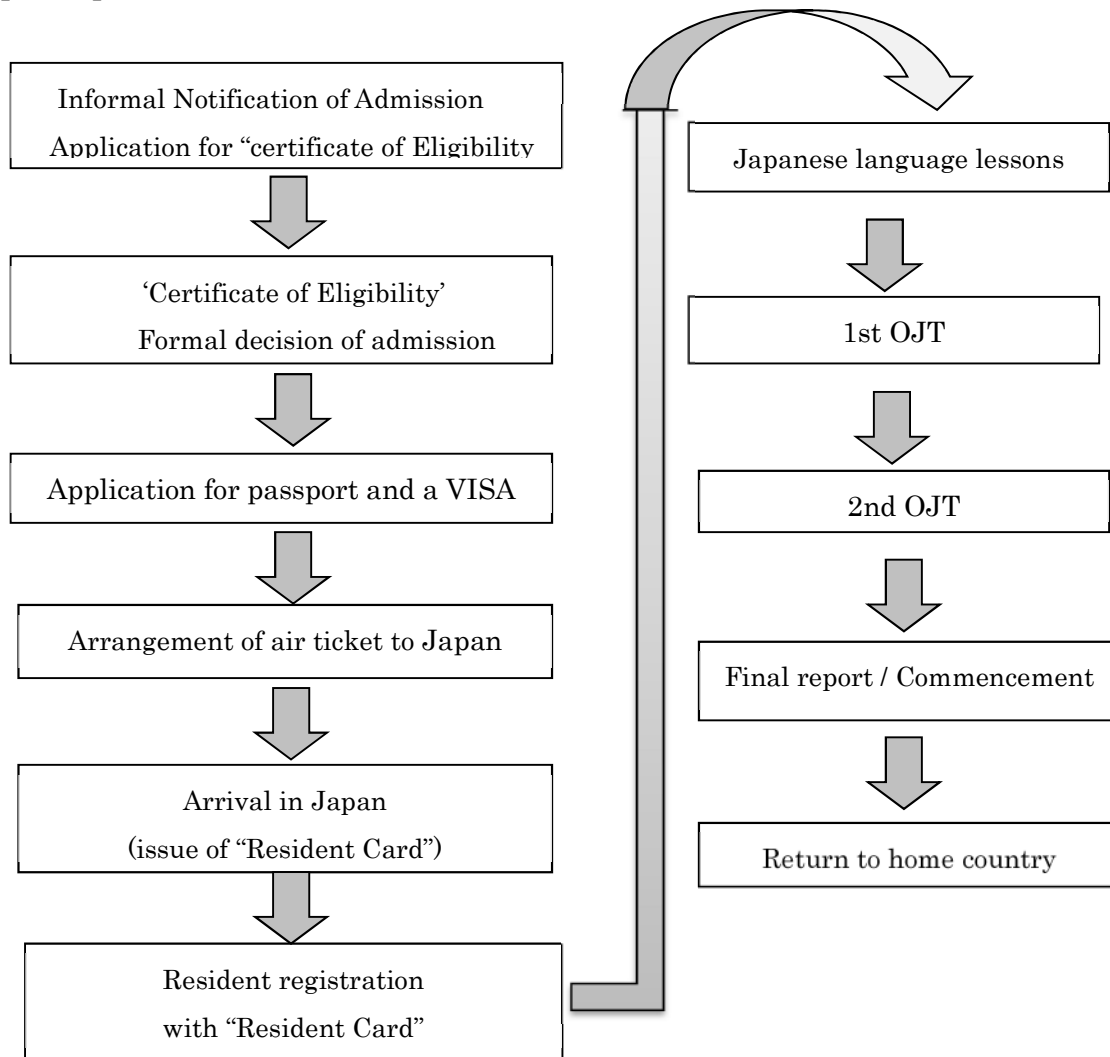 Informal Notification of Admission
Application for “certificate of Eligibility
‘Certificate of Eligibility’
Formal decision of admission
Application for passport and a VISA
Arrangement of air ticket to Japan
Arrival in Japan
(issue of “Resident Card”)
Resident registration
with “Resident Card”
Japanese language lessons
1st OJT
2nd OJT
Final report / Commencement
Return to home country